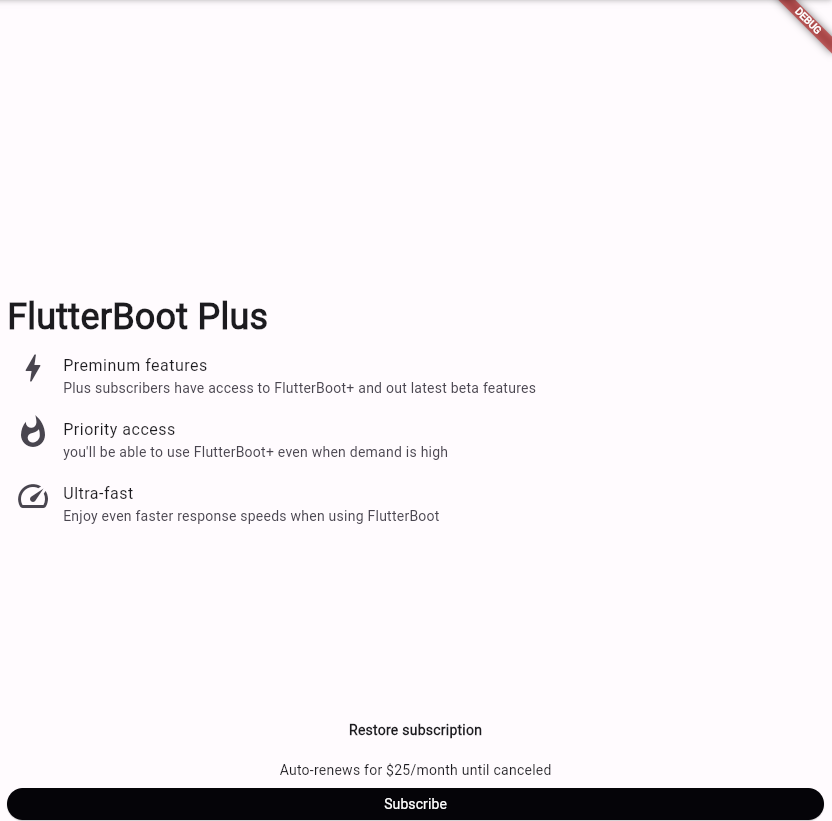 DEBUG
FlutterBoot Plus
Preminum features
Plus subscribers have access to FlutterBoot+ and out latest beta features
Priority access
you'll be able to use FlutterBoot+ even when demand is high
Ultra-fast
Enjoy even faster response speeds when using FlutterBoot
Restore subscription
Auto-renews for $25/month until canceled
Subscribe